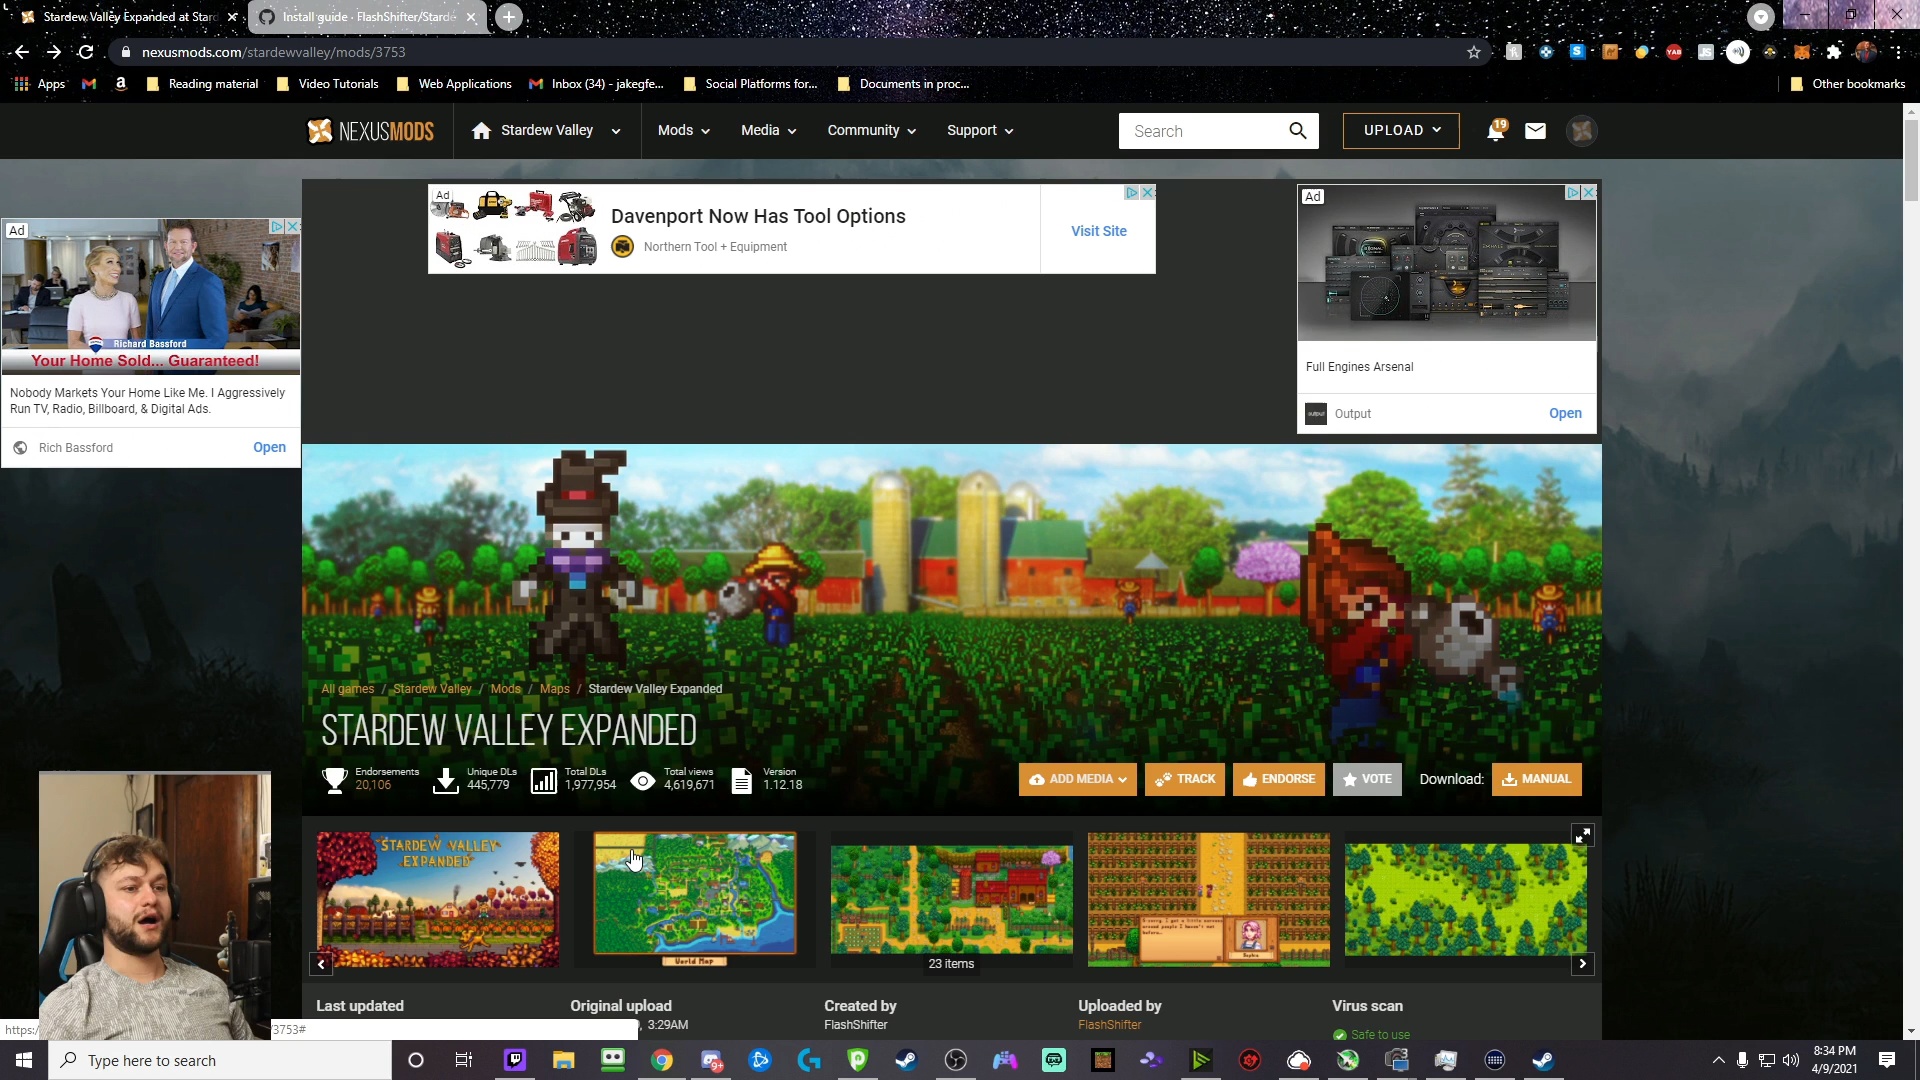 Stardew Valley Expanded at Stard
Install guide · FlashShifter/Starde
nexusmods.com/stardewvalley/mods/3753
Apps
Reading material
Video Tutorials
Web Applications
Inbox (34) - jakegfe...
Social Platforms for...
Documents in proc...
Other bookmarks
NEXUSMODS
Stardew Valley
Mods
Media
Community
Support
Search
UPLOAD
19
Ad
Davenport Now Has Tool Options
Northern Tool + Equipment
Visit Site
Ad
Full Engines Arsenal
Output
Open
Ad
Richard Bassford
Your Home Sold... Guaranteed!
Nobody Markets Your Home Like Me. I Aggressively
Run TV, Radio, Billboard, & Digital Ads.
Rich Bassford
Open
All games / Stardew Valley / Mods / Maps / Stardew Valley Expanded
STARDEW VALLEY EXPANDED
Endorsements
20,106
Unique DLs
445,779
Total DLs
1,977,954
Total views
4,619,671
Version
1.12.18
ADD MEDIA
TRACK
ENDORSE
VOTE
Download:
MANUAL
STARDEW VALLEY
EXPANDED
World Map
23 items
Sophia
Last updated
Original upload
, 3:29AM
Created by
FlashShifter
Uploaded by
FlashShifter
Virus scan
Safe to use
https:/
/3753#
Type here to search
9+
8:34 PM
4/9/2021